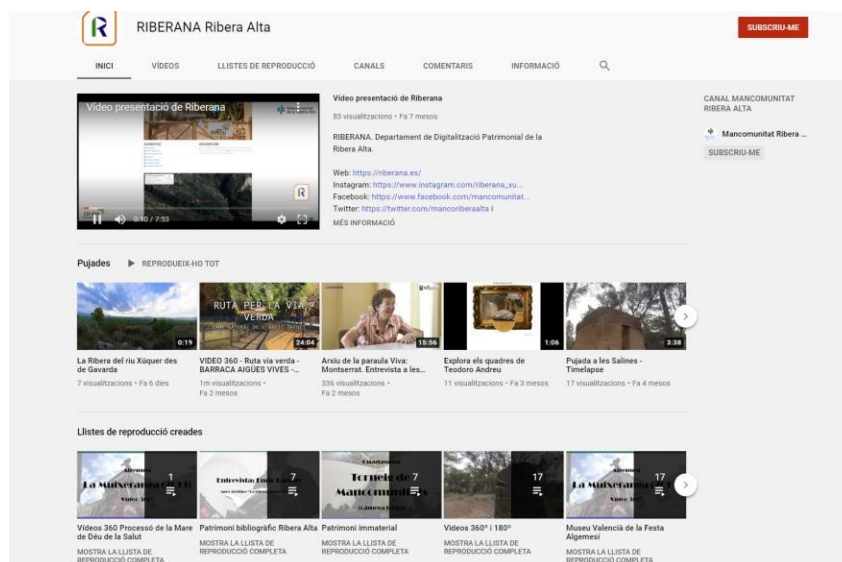 RIBERANA Ribera Alta
SUBSCRIU-ME
INICI VÍDEOS LLISTES DE REPRODUCCIÓ CANALS COMENTARIS INFORMACIÓ
Video presentació de Riberana
0:10 / 7:53
Video presentació de Riberana
83 visualitzacions • Fa 7 mesos
RIBERANA. Departament de Digitalització Patrimonial de la
Ribera Alta.
Web: https://riberana.es/
Instagram: https://www.instagram.com/riberana_xu...
Facebook: https://www.facebook.com/mancomunitat...
Twitter: https://twitter.com/mancoriberaalta I
MÉS INFORMACIÓ
CANAL MANCOMUNITAT
RIBERA ALTA
Mancomunitat Ribera ...
SUBSCRIU-ME
Pujades REPRODUEIX-HO TOT
0:19
La Ribera del riu Xúquer des
de Gavarda
7 visualitzacions • Fa 6 dies
RUTA PER LA VIA
VERDA
24:04
VIDEO 360 - Ruta via verda -
BARRACA AIGÜES VIVES -...
1m visualitzacions •
Fa 2 mesos
15:56
Arxiu de la paraula Viva:
Montserrat. Entrevista a les...
336 visualitzacions •
Fa 2 mesos
1:06
Explora els quadres de
Teodoro Andreu
11 visualitzacions • Fa 3 mesos
3:38
Pujada a les Salines -
Timelapse
17 visualitzacions • Fa 4 mesos
Llistes de reproducció creades
Algemesí
La Muixeranga
1
Videos 360 Processó de la Mare
de Déu de la Salut
MOSTRA LA LLISTA DE
REPRODUCCIÓ COMPLETA
7
Patrimoni bibliogràfic Ribera Alta
MOSTRA LA LLISTA DE
REPRODUCCIÓ COMPLETA
Torneig de
7
Patrimoni immaterial
MOSTRA LA LLISTA DE
REPRODUCCIÓ COMPLETA
17
Videos 360º i 180º
MOSTRA LA LLISTA DE
REPRODUCCIÓ COMPLETA
Algemesí
La Muixeranga
17
Museu Valencià de la Festa
Algemesí
MOSTRA LA LLISTA DE
REPRODUCCIÓ COMPLETA